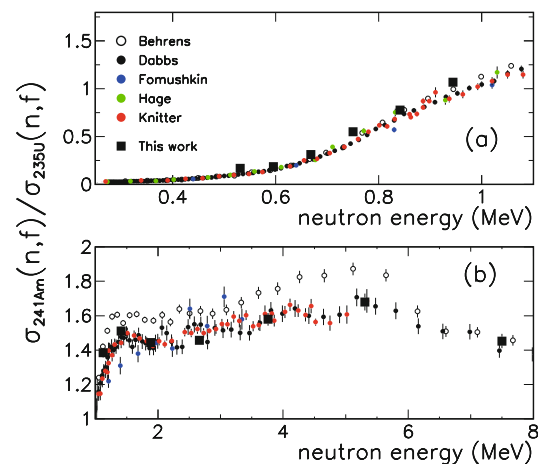 1.5
1
0.5
0
Behrens
Dabbs
Fomushkin
Hage
Knitter
This work
(a)
0.4 0.6 0.8 1
neutron energy (MeV)
σ241Am(n,f)/σ235U(n,f)
2
1.8
1.6
1.4
1.2
1
(b)
2 4 6 8
neutron energy (MeV)